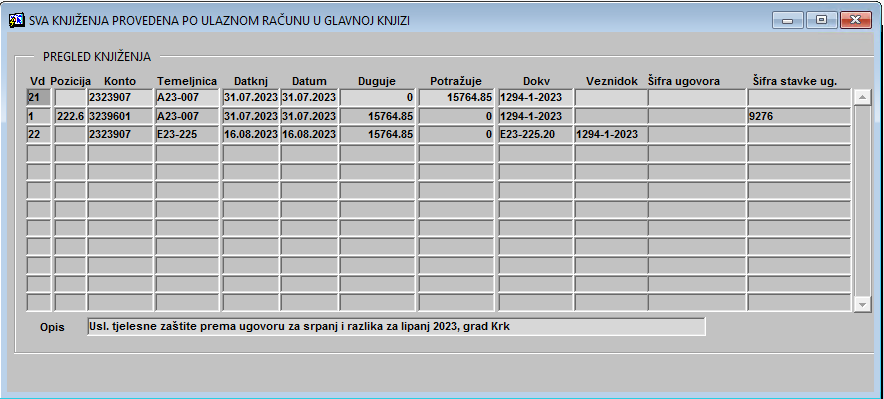 SVA KNJIŽENJA PROVEDENA PO ULAZNOM RAČUNU U GLAVNOJ KNJIZI
PREGLED KNJIŽENJA
Vd Pozicija Konto Temeljnica Datknj Datum Duguje Potražuje Dokv Veznidok Šifra ugovora Šifra stavke ug.
21 2323907 A23-007 31.07.2023 31.07.2023 0 15764.85 1294-1-2023
1 222.6 3239601 A23-007 31.07.2023 31.07.2023 15764.85 0 1294-1-2023 9276
22 2323907 E23-225 16.08.2023 16.08.2023 15764.85 0 E23-225.20 1294-1-2023
Opis Usl. tjelesne zaštite prema ugovoru za srpanj i razlika za lipanj 2023, grad Krk